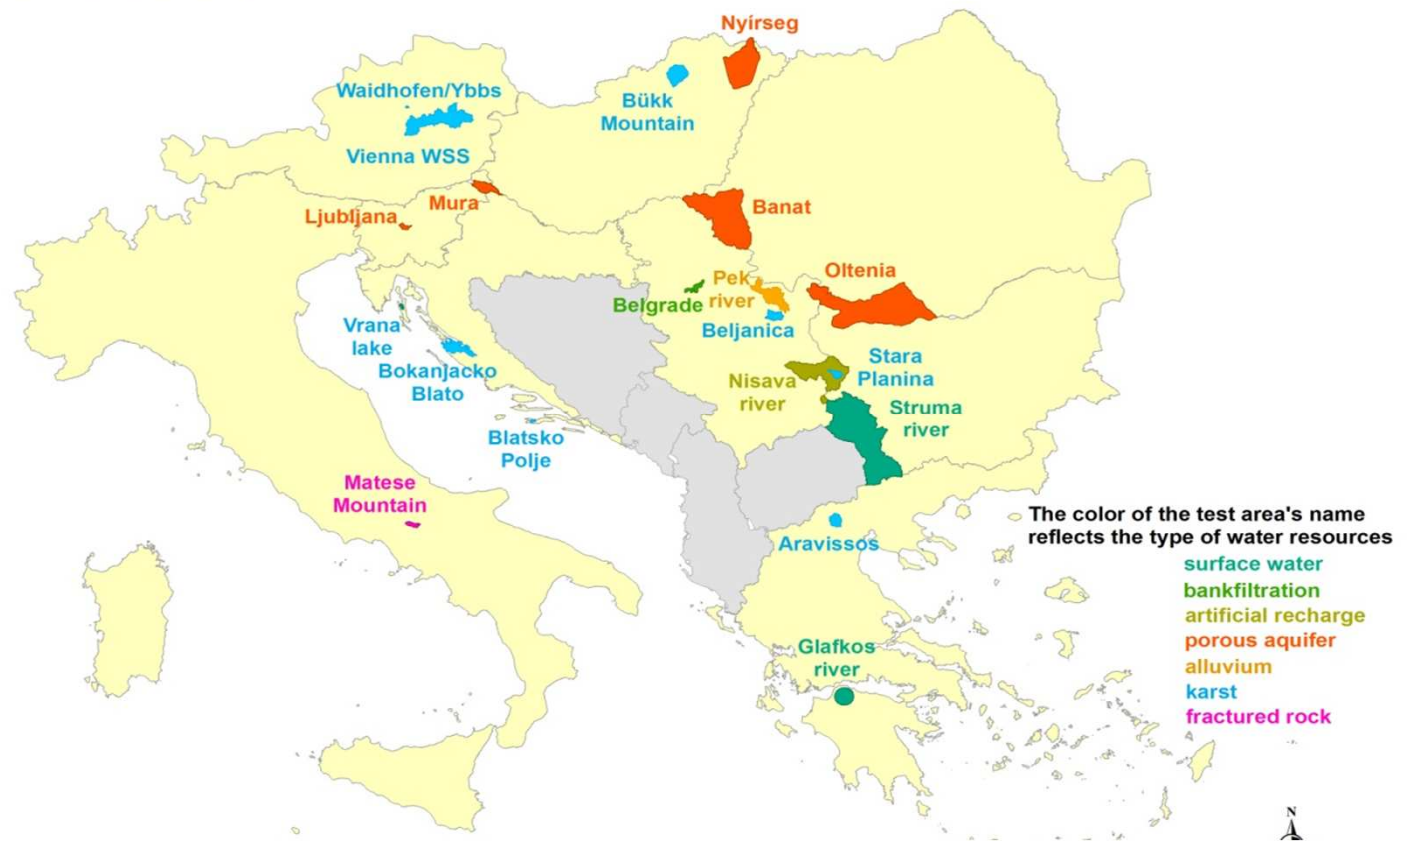 Nyírseg
Waidhofen/Ybbs
Bükk
Mountain
Vienna WSS
Mura
Ljubljana
Banat
Oltenia
Pek
river
Belgrade
Beljanica
Vrana
lake
Bokanjacko
Blato
Stara
Planina
Nisava
river
Struma
river
Blatsko
Polje
Matese
Mountain
Aravissos
Glafkos
river
The color of the test area's name
reflects the type of water resources
surface water
bankfiltration
artificial recharge
porous aquifer
alluvium
karst
fractured rock
N